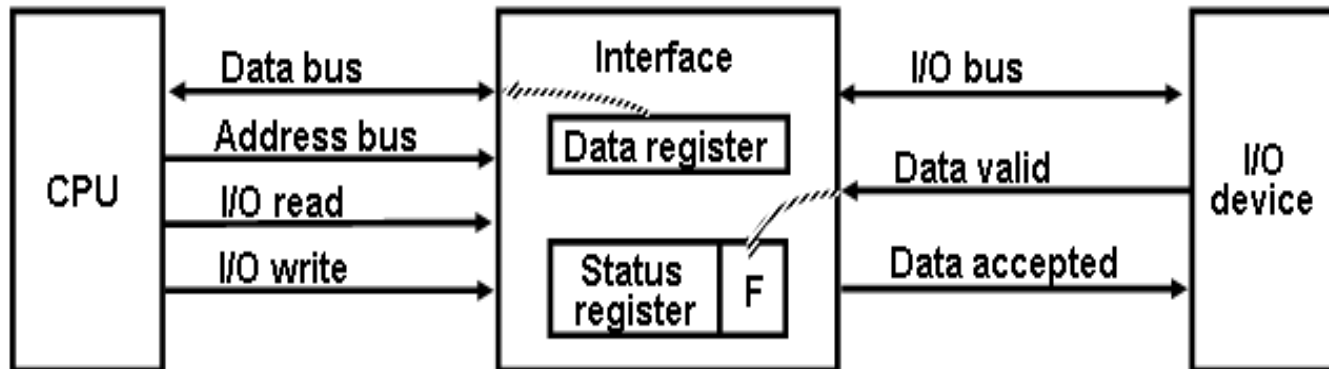 CPU
Data bus
Address bus
I/O read
I/O write
Interface
Data register
Status
register
F
I/O bus
Data valid
Data accepted
I/O
device